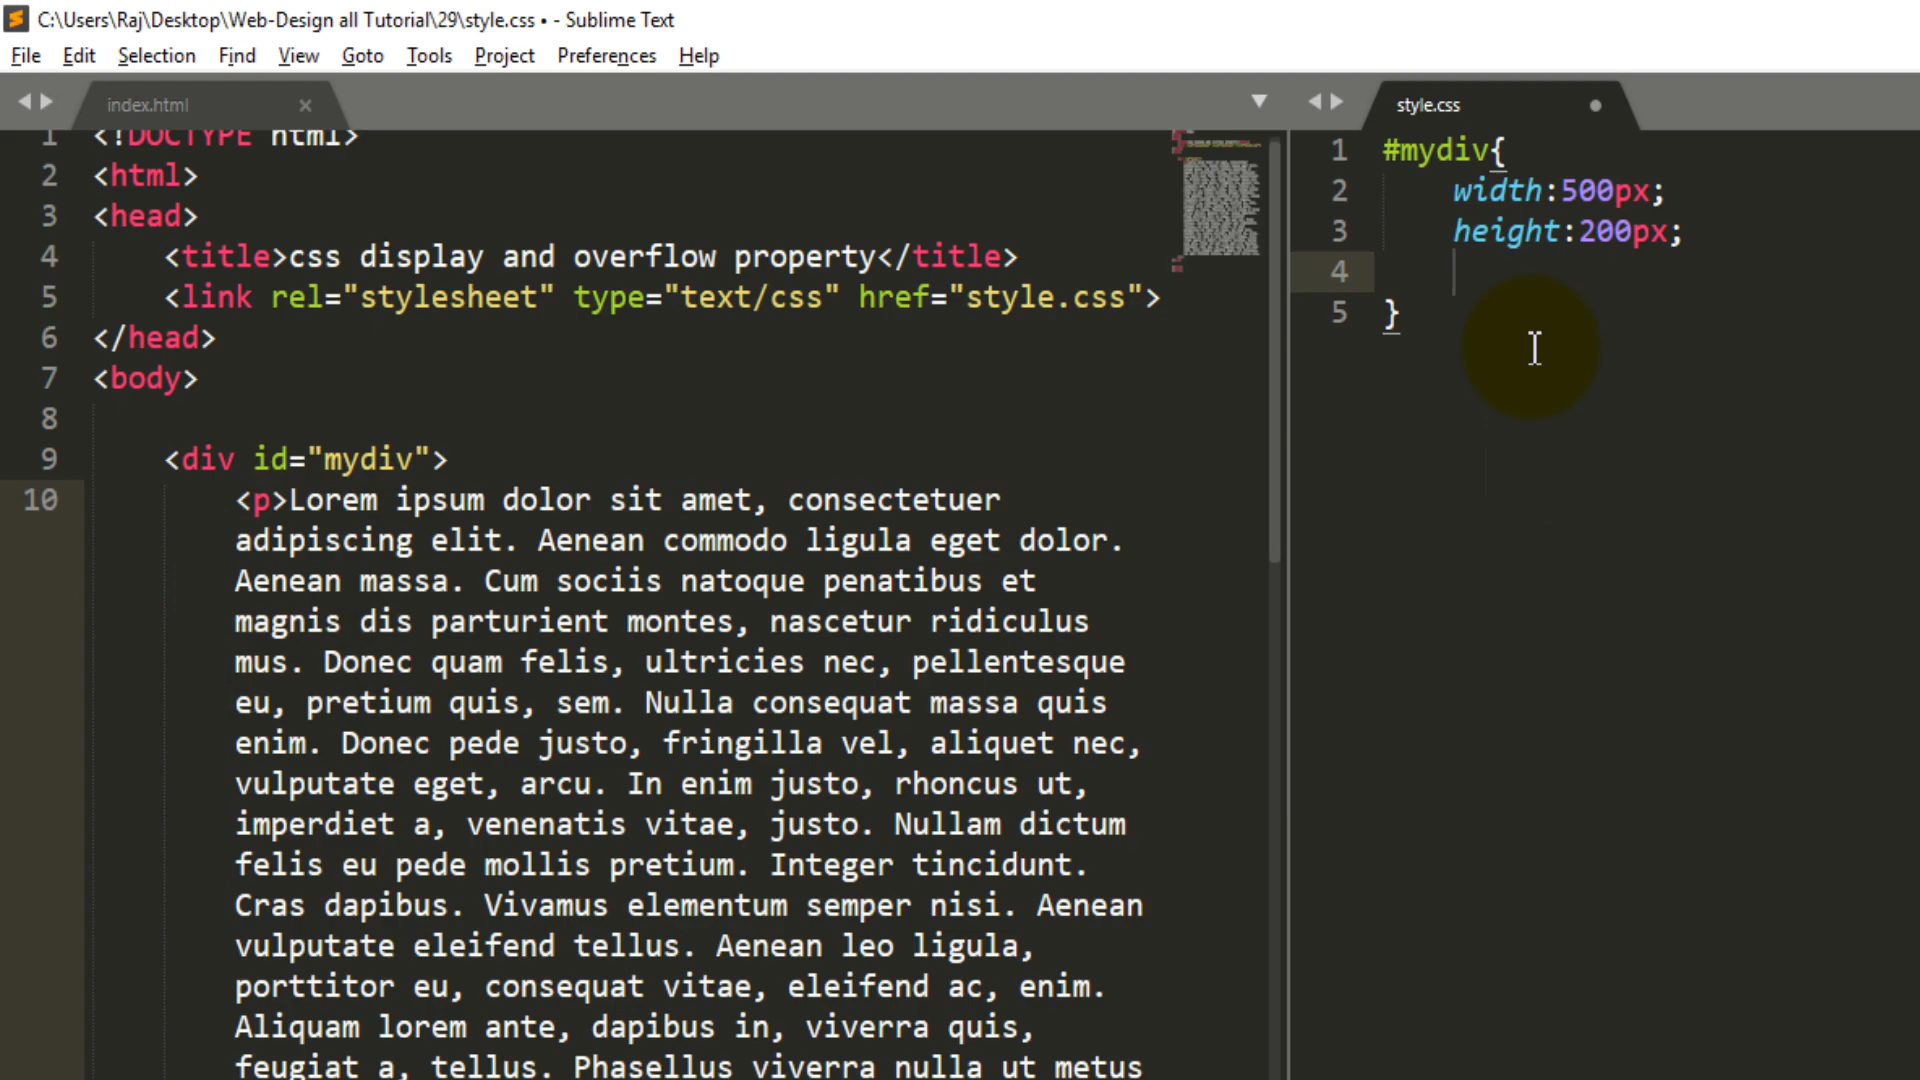 C:\Users\Raj\Desktop\Web-Design all Tutorial\29\style.css • - Sublime Text
File Edit Selection Find View Goto Tools Project Preferences Help
index.html
style.css
1 <!DOCTYPE html>
2 <html>
3 <head>
4 <title>css display and overflow property</title>
5 <link rel="stylesheet" type="text/css" href="style.css">
6 </head>
7 <body>
8
9 <div id="mydiv">
10 <p>Lorem ipsum dolor sit amet, consectetuer
adipiscing elit. Aenean commodo ligula eget dolor.
Aenean massa. Cum sociis natoque penatibus et
magnis dis parturient montes, nascetur ridiculus
mus. Donec quam felis, ultricies nec, pellentesque
eu, pretium quis, sem. Nulla consequat massa quis
enim. Donec pede justo, fringilla vel, aliquet nec,
vulputate eget, arcu. In enim justo, rhoncus ut,
imperdiet a, venenatis vitae, justo. Nullam dictum
felis eu pede mollis pretium. Integer tincidunt.
Cras dapibus. Vivamus elementum semper nisi. Aenean
vulputate eleifend tellus. Aenean leo ligula,
porttitor eu, consequat vitae, eleifend ac, enim.
Aliquam lorem ante, dapibus in, viverra quis,
feugiat a, tellus. Phasellus viverra nulla ut metus
1 #mydiv{
2 width:500px;
3 height:200px;
4
5 }